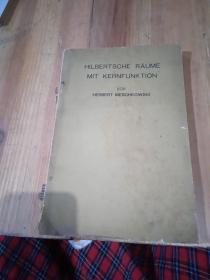 HILBERTSCHE RÄUME
MIT KERNFUNKTION
VON
HERBERT MESCHKOWSKI